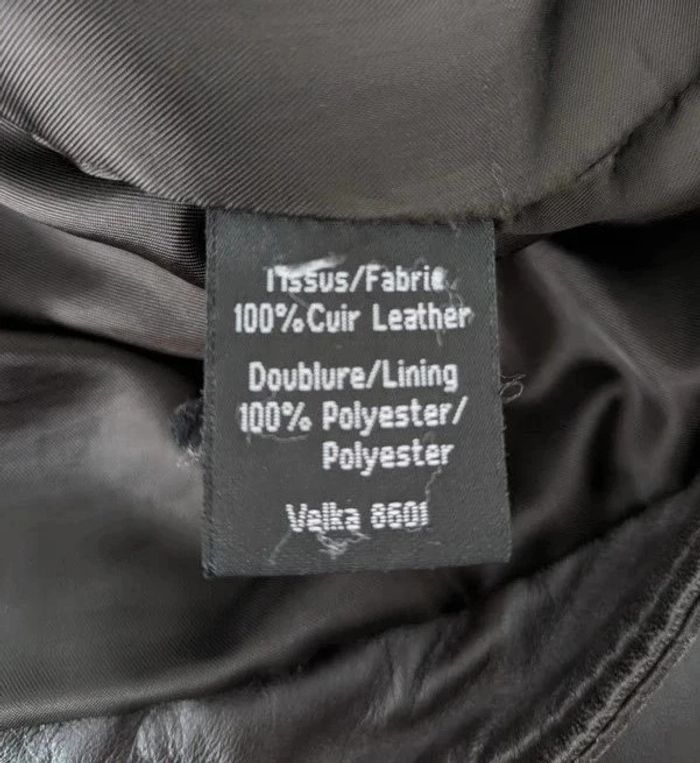 Tissus/Fabric
100% Cuir Leather
Doublure/Lining
100% Polyester/
Polyester
Velka 8601